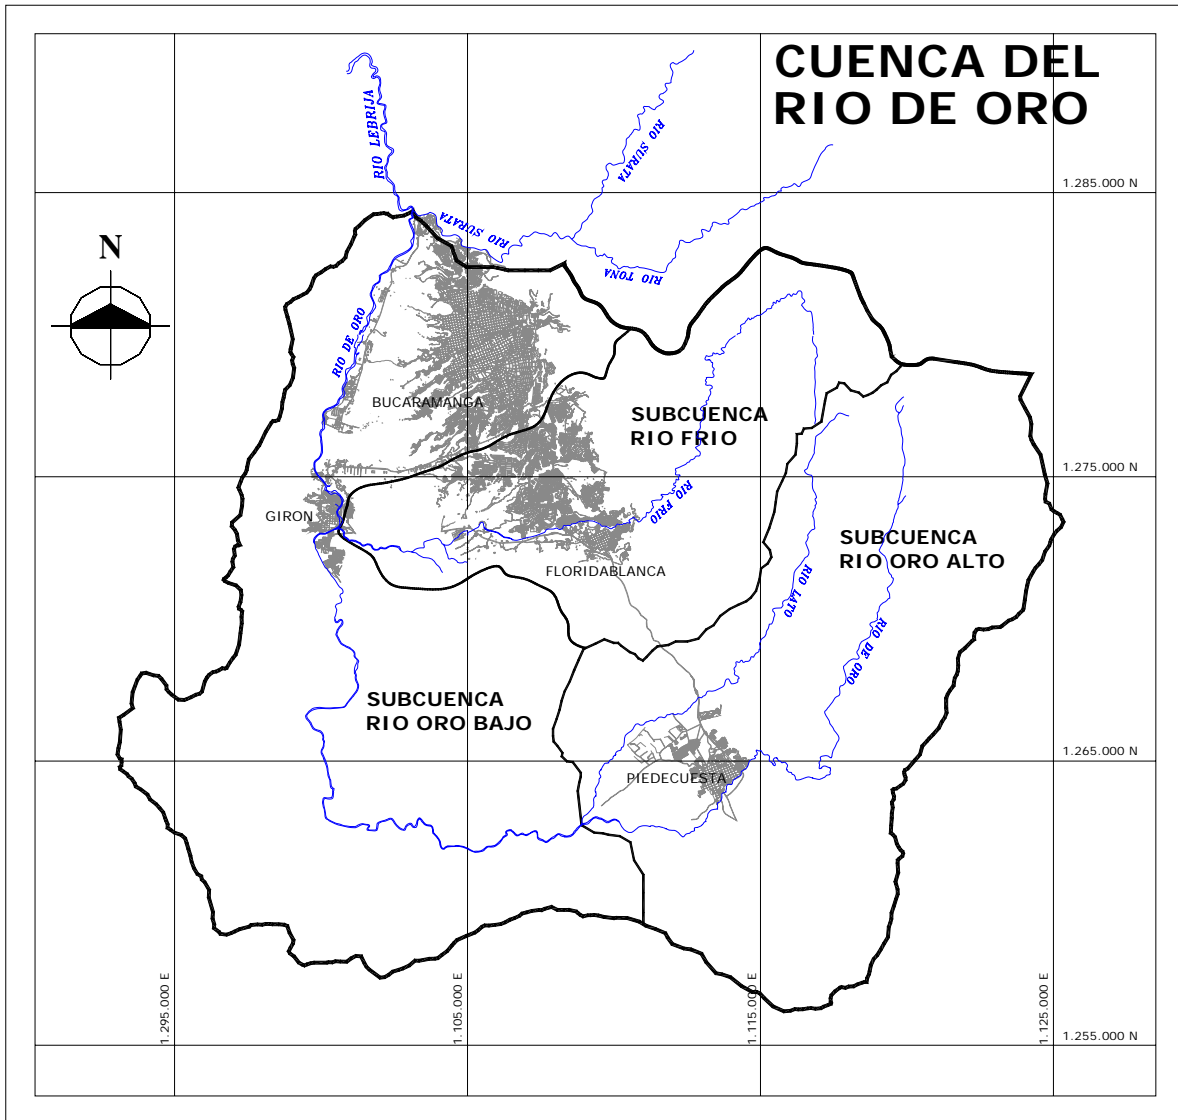 CUENCA DEL
RIO DE ORO
RIO LEBRIJA
RIO SURATA
1.285.000 N
RIO SURATA
N
RIO TONA
RIO DE ORO
BUCARAMANGA
SUBCUENCA
RIO FRIO
1.275.000 N
RIO FRIO
GIRON
SUBCUENCA
RIO ORO ALTO
FLORIDABLANCA
RIO LATO
RIO DE ORO
SUBCUENCA
RIO ORO BAJO
1.265.000 N
PIEDECUESTA
1.295.000 E
1.105.000 E
1.115.000 E
1.125.000 E
1.255.000 N